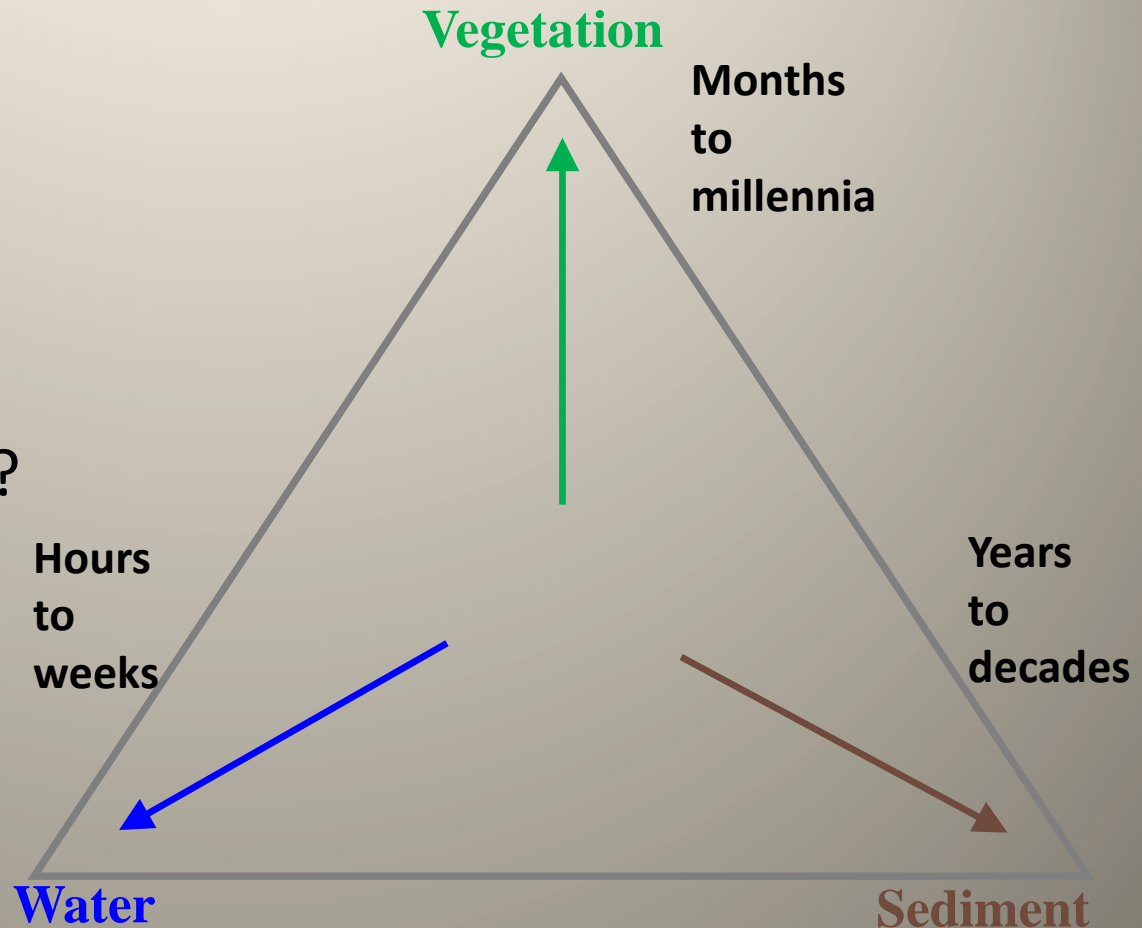 Vegetation
Months
to
millennia
?
Hours
to
weeks
Years
to
decades
Water
Sediment